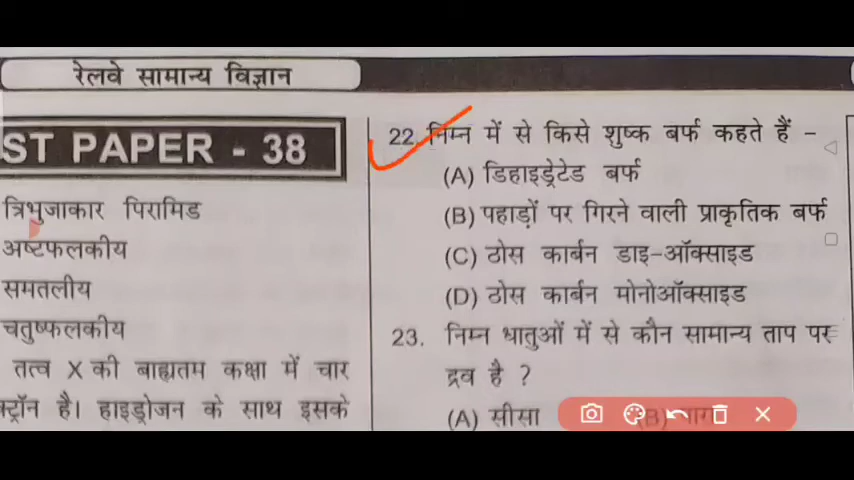 रेलवे सामान्य विज्ञान
ST PAPER - 38
त्रिभुजाकार पिरामिड
अष्टफलकीय
समतलीय
चतुष्फलकीय
तत्व X की बाह्यतम कक्षा में चार
क्ट्रॉन है। हाइड्रोजन के साथ इसके
22. निम्न में से किसे शुष्क बर्फ कहते हैं –
(A) डिहाइड्रेटेड बर्फ
(B) पहाड़ों पर गिरने वाली प्राकृतिक बर्फ
(C) ठोस कार्बन डाइ-ऑक्साइड
(D) ठोस कार्बन मोनोऑक्साइड
23. निम्न धातुओं में से कौन सामान्य ताप पर
द्रव है ?
(A) सीसा (B)